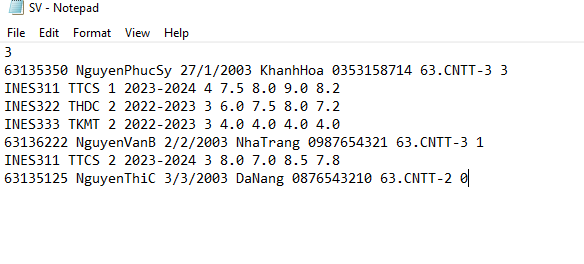 SV - Notepad
File Edit Format View Help
3
63135350 NguyenPhucSy 27/1/2003 KhanhHoa 0353158714 63.CNTT-3 3
INES311 TTCS 1 2023-2024 4 7.5 8.0 9.0 8.2
INES322 THDC 2 2022-2023 3 6.0 7.5 8.0 7.2
INES333 TKMT 2 2022-2023 3 4.0 4.0 4.0 4.0
63136222 NguyenVanB 2/2/2003 NhaTrang 0987654321 63.CNTT-3 1
INES311 TTCS 2 2023-2024 3 8.0 7.0 8.5 7.8
63135125 NguyenThiC 3/3/2003 DaNang 0876543210 63.CNTT-2 0